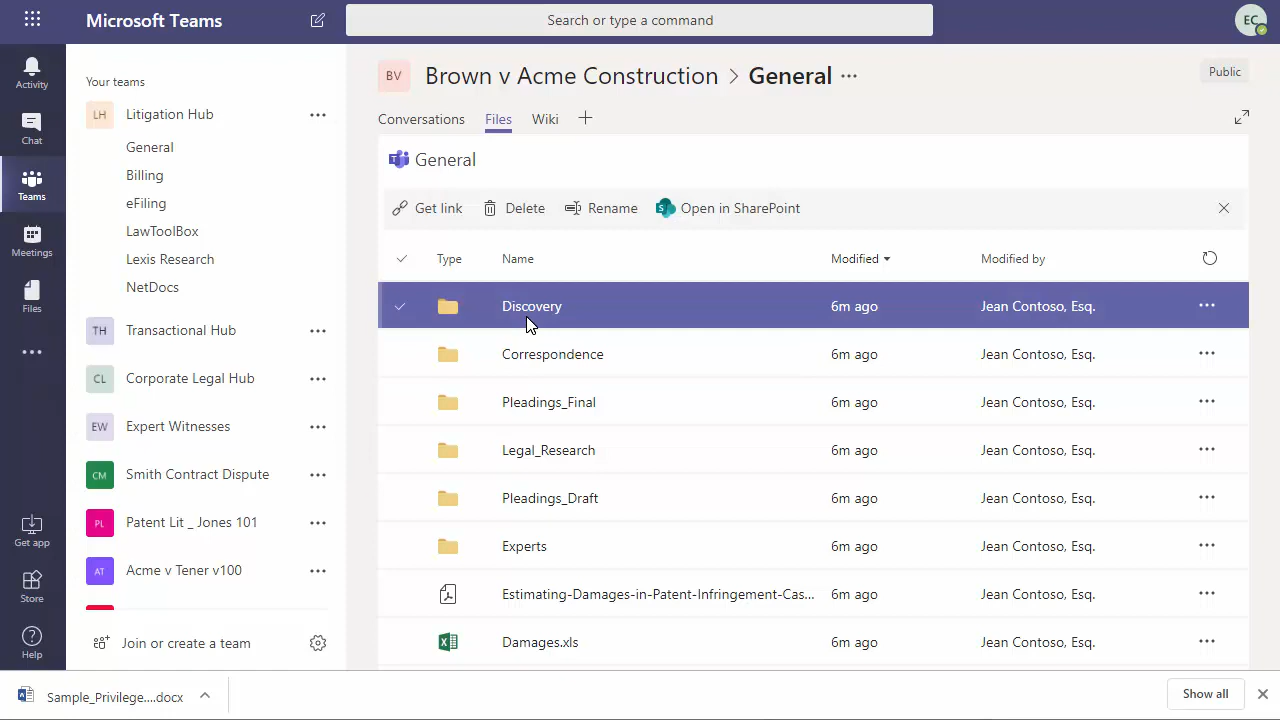 Microsoft Teams
Search or type a command
EC
Activity
Chat
Teams
Meetings
Files
Get app
Store
Help
Your teams
LH Litigation Hub
General
Billing
eFiling
LawToolBox
Lexis Research
NetDocs
TH Transactional Hub
CL Corporate Legal Hub
EW Expert Witnesses
CM Smith Contract Dispute
PL Patent Lit _ Jones 101
AT Acme v Tener v100
Join or create a team
BV Brown v Acme Construction > General ...
Public
Conversations Files Wiki +
General
Get link Delete Rename Open in SharePoint
Type Name Modified Modified by
Discovery 6m ago Jean Contoso, Esq.
Correspondence 6m ago Jean Contoso, Esq.
Pleadings_Final 6m ago Jean Contoso, Esq.
Legal_Research 6m ago Jean Contoso, Esq.
Pleadings_Draft 6m ago Jean Contoso, Esq.
Experts 6m ago Jean Contoso, Esq.
Estimating-Damages-in-Patent-Infringement-Cas... 6m ago Jean Contoso, Esq.
Damages.xls 6m ago Jean Contoso, Esq.
Sample_Privilege....docx
Show all